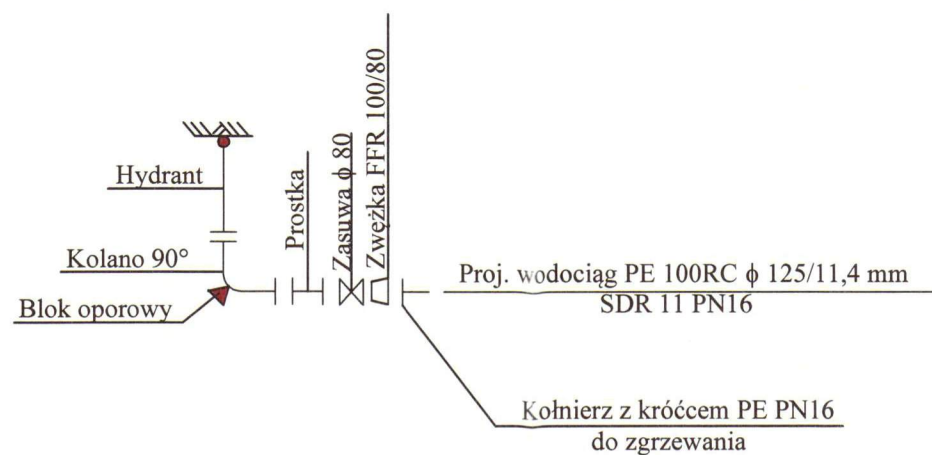 Hydrant
Kolano 90°
Blok oporowy
Prostka
Zasuwa ϕ 80
Zwężka FFR 100/80
Proj. wodociąg PE 100RC ϕ 125/11,4 mm
SDR 11 PN16
Kołnierz z króćcem PE PN16
do zgrzewania